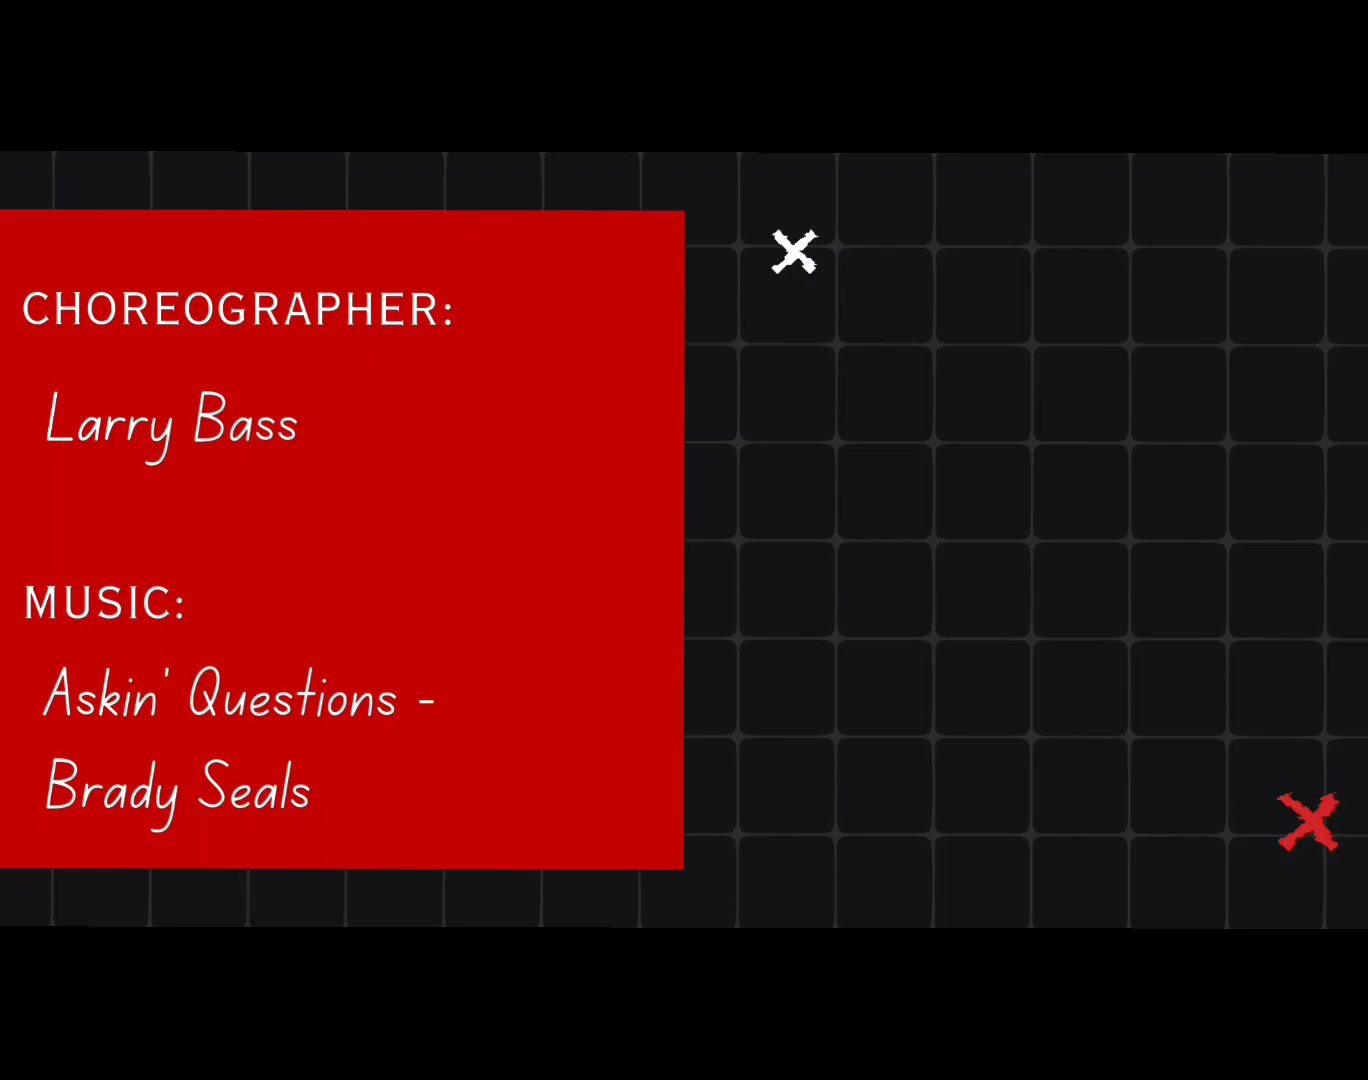 CHOREOGRAPHER:
Larry Bass
MUSIC:
Askin' Questions -
Brady Seals